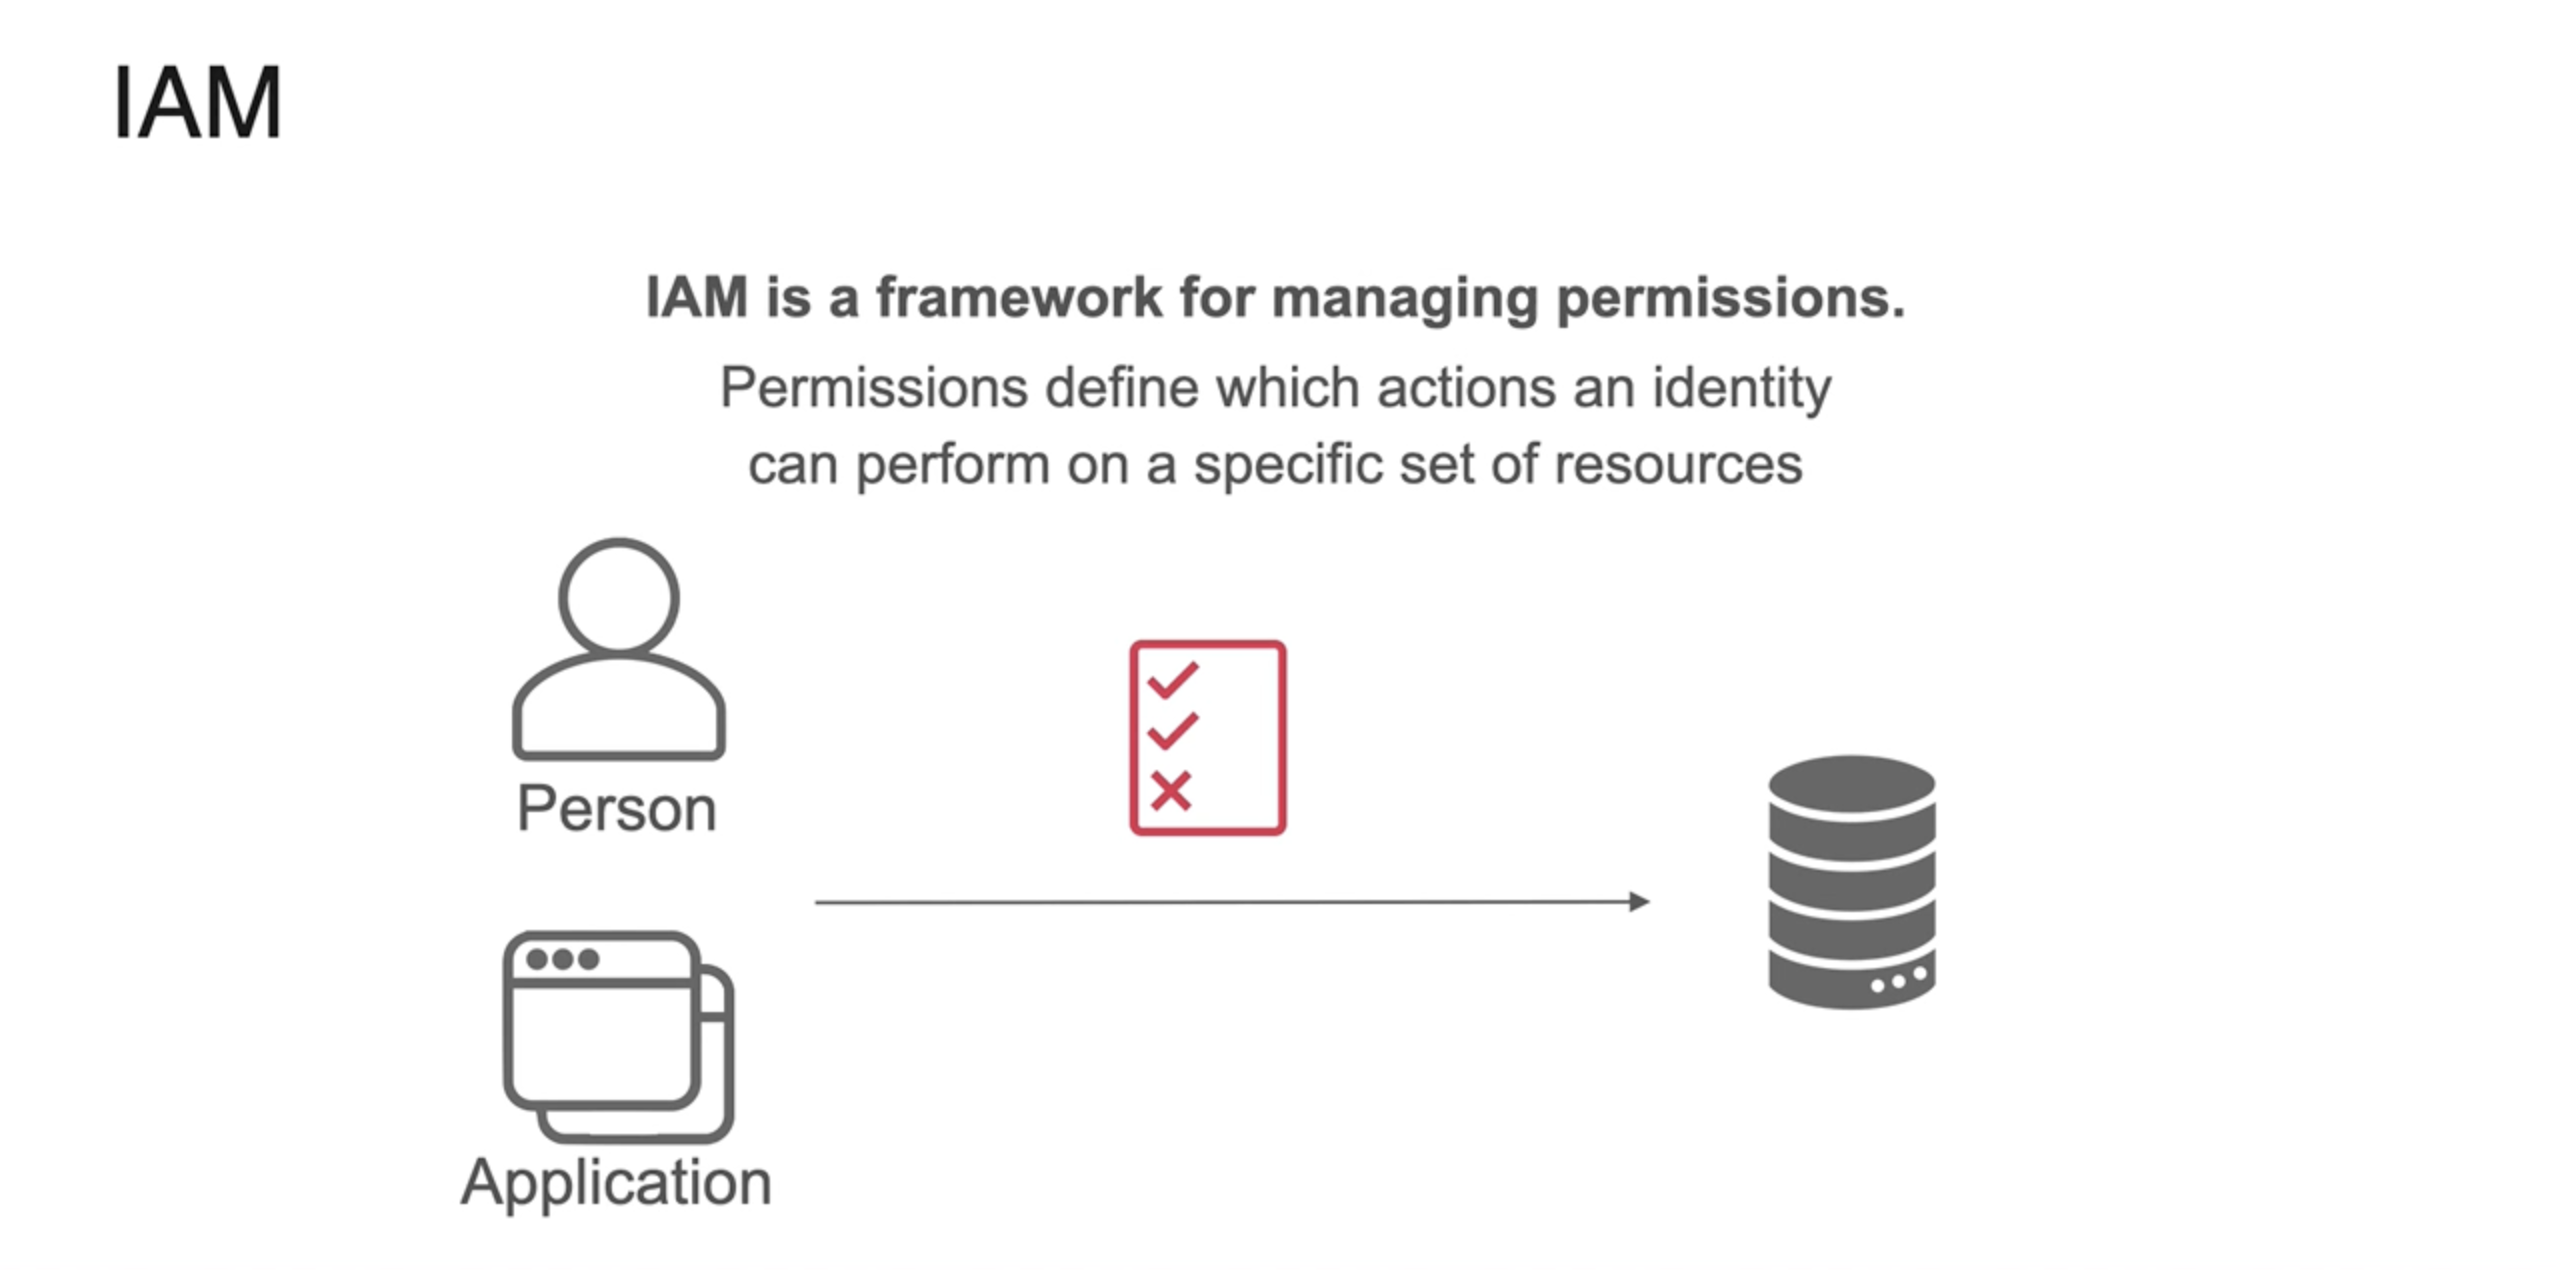 IAM
IAM is a framework for managing permissions.
Permissions define which actions an identity
can perform on a specific set of resources
Person
Application